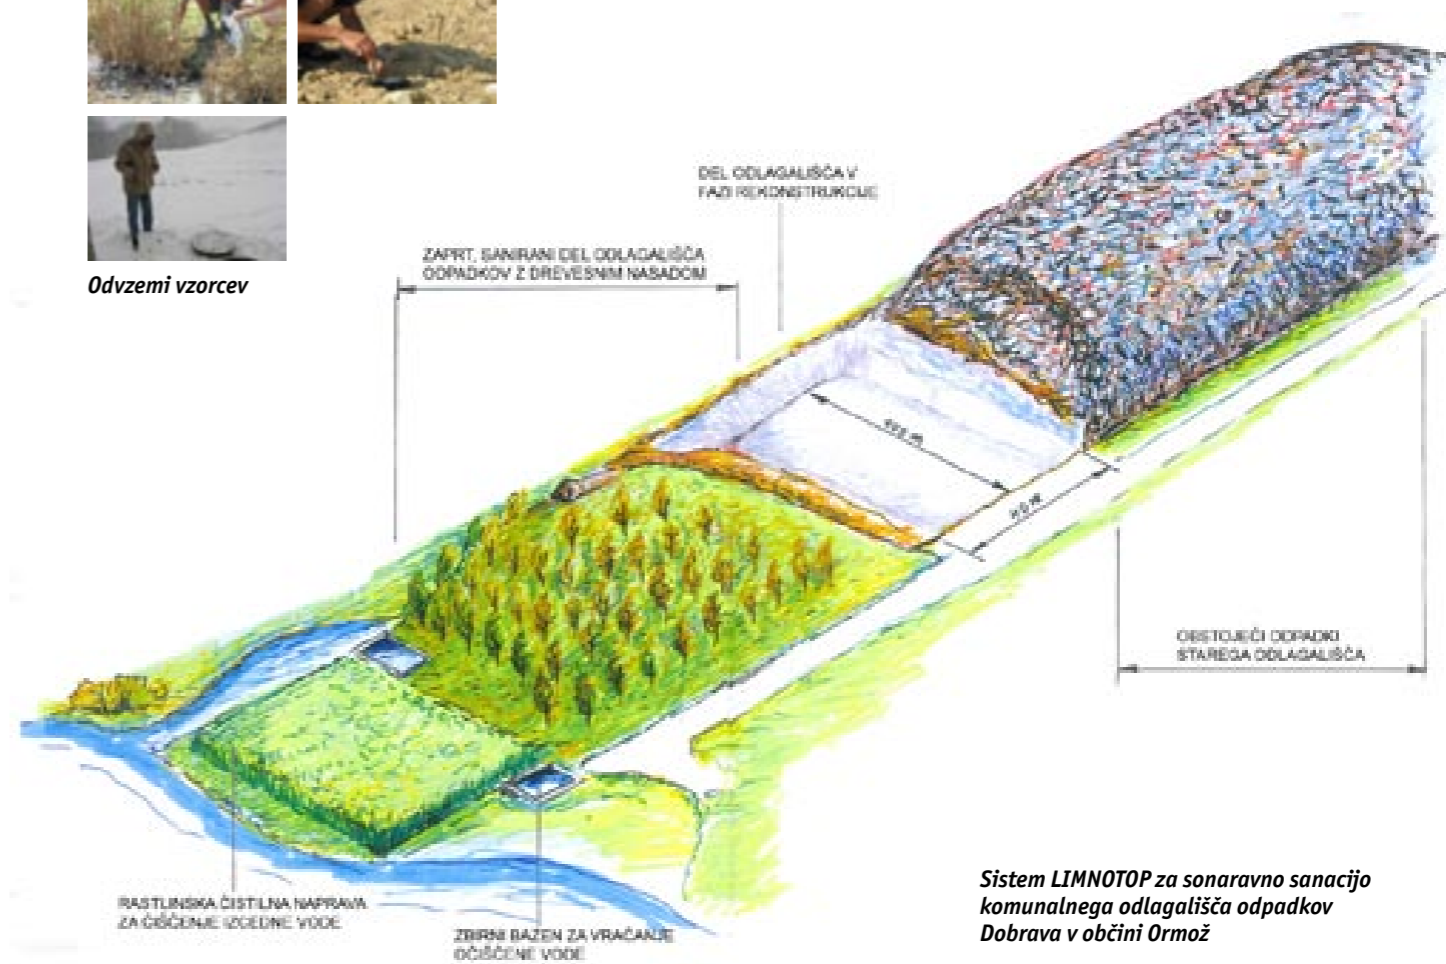 Odvzemi vzorcev
DEL ODLAGALIŠČA V
FAZI REKONSTRUKCIJE
ZAPRT, SANIRANI DEL ODLAGALIŠČA
ODPADKOV Z DREVESNIM NASADOM
OBSTOJEČI ODPADKI
STAREGA ODLAGALIŠČA
RASTLINSKA ČISTILNA NAPRAVA
ZA ČIŠČENJE IZCEDNE VODE
ZBIRNI BAZEN ZA VRAČANJE
OČIŠČENE VODE
Sistem LIMNOTOP za sonaravno sanacijo
komunalnega odlagališča odpadkov
Dobrava v občini Ormož